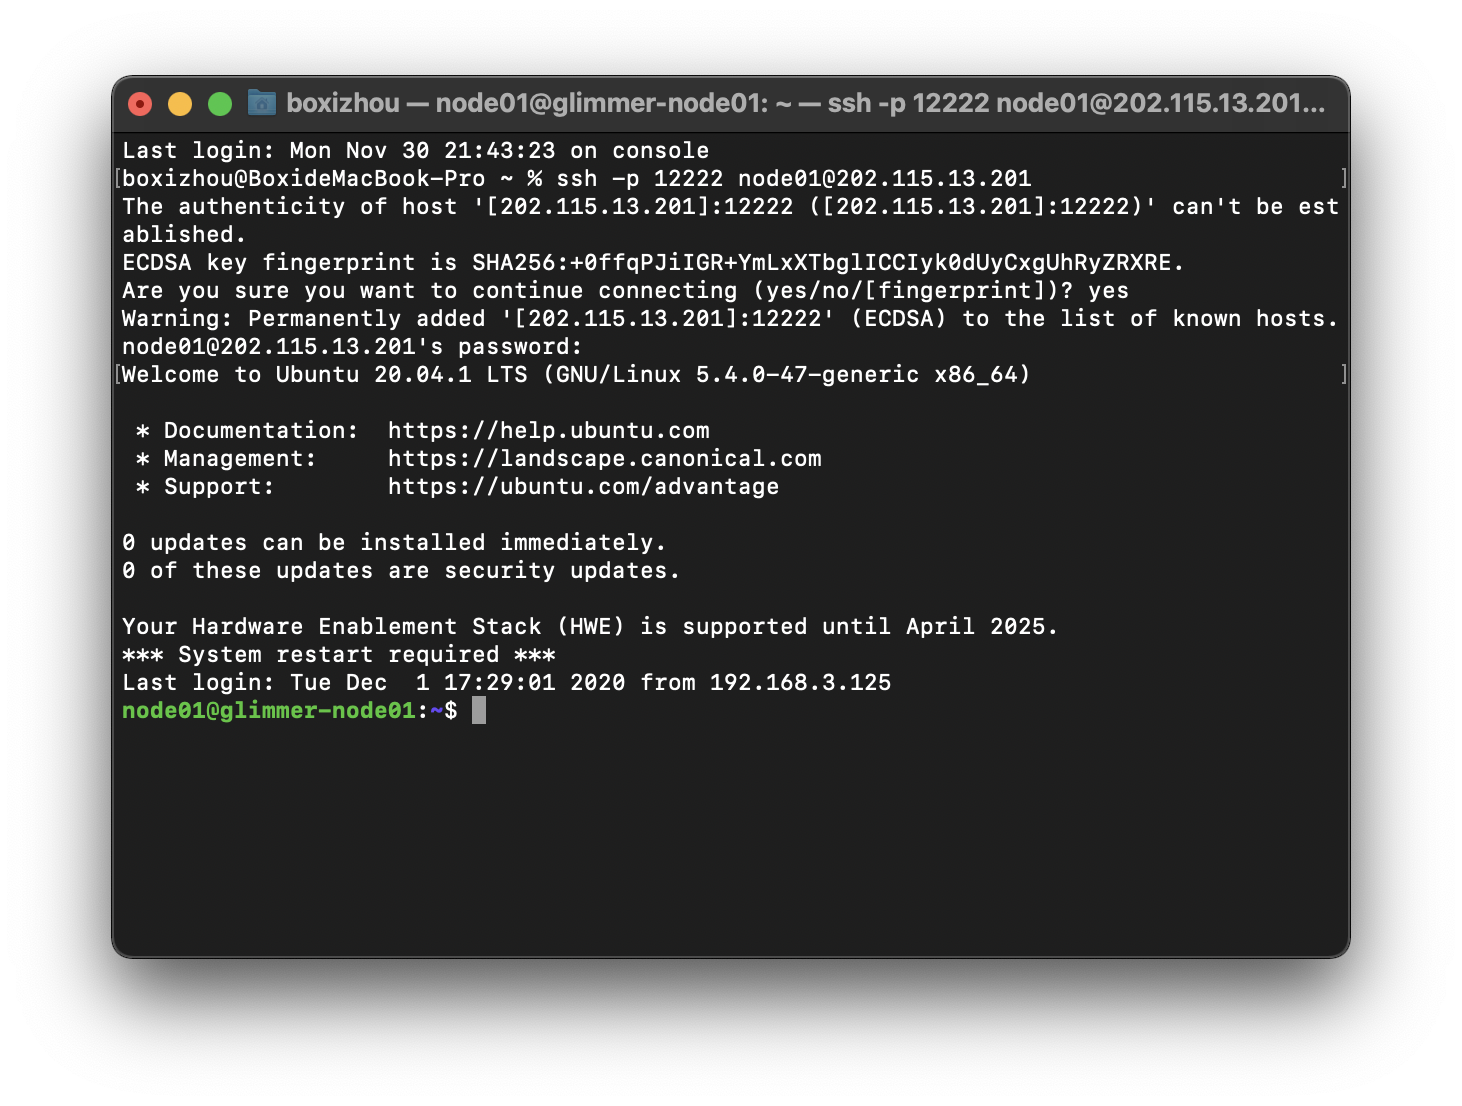 boxizhou — node01@glimmer-node01: ~ — ssh -p 12222 node01@202.115.13.201...
Last login: Mon Nov 30 21:43:23 on console
[boxizhou@BoxideMacBook-Pro ~ % ssh -p 12222 node01@202.115.13.201 ]
The authenticity of host '[202.115.13.201]:12222 ([202.115.13.201]:12222)' can't be est
ablished.
ECDSA key fingerprint is SHA256:+0ffqPJiIGR+YmLxXTbglICCIyk0dUyCxgUhRyZRXRE.
Are you sure you want to continue connecting (yes/no/[fingerprint])? yes
Warning: Permanently added '[202.115.13.201]:12222' (ECDSA) to the list of known hosts.
node01@202.115.13.201's password:
[Welcome to Ubuntu 20.04.1 LTS (GNU/Linux 5.4.0-47-generic x86_64) ]
* Documentation: https://help.ubuntu.com
* Management: https://landscape.canonical.com
* Support: https://ubuntu.com/advantage
0 updates can be installed immediately.
0 of these updates are security updates.
Your Hardware Enablement Stack (HWE) is supported until April 2025.
*** System restart required ***
Last login: Tue Dec  1 17:29:01 2020 from 192.168.3.125
node01@glimmer-node01:~$